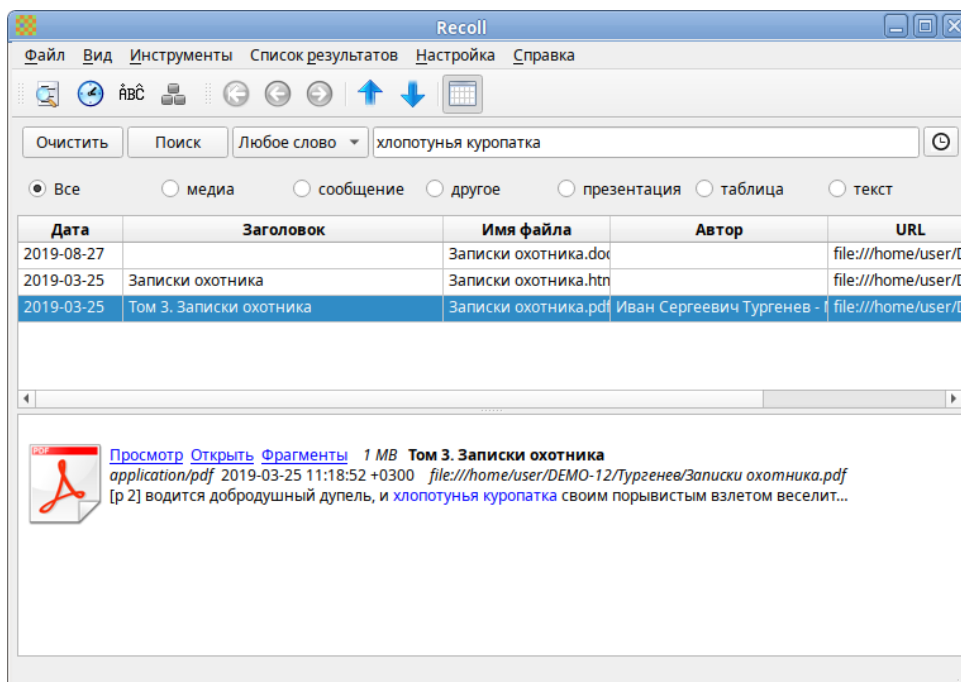 Recoll
Файл Вид Инструменты Список результатов Настройка Справка
ÅBĈ
Очистить Поиск Любое слово хлопотунья куропатка
Все медиа сообщение другое презентация таблица текст
Дата Заголовок Имя файла Автор URL
2019-08-27 Записки охотника.doc file:///home/user/D
2019-03-25 Записки охотника Записки охотника.htm file:///home/user/D
2019-03-25 Том 3. Записки охотника Записки охотника.pdf Иван Сергеевич Тургенев - file:///home/user/D
PDF Просмотр Открыть Фрагменты 1 MB Том 3. Записки охотника
application/pdf 2019-03-25 11:18:52 +0300 file:///home/user/DEMO-12/Тургенев/Записки охотника.pdf
[p 2] водится добродушный дупель, и хлопотунья куропатка своим порывистым взлетом веселит...